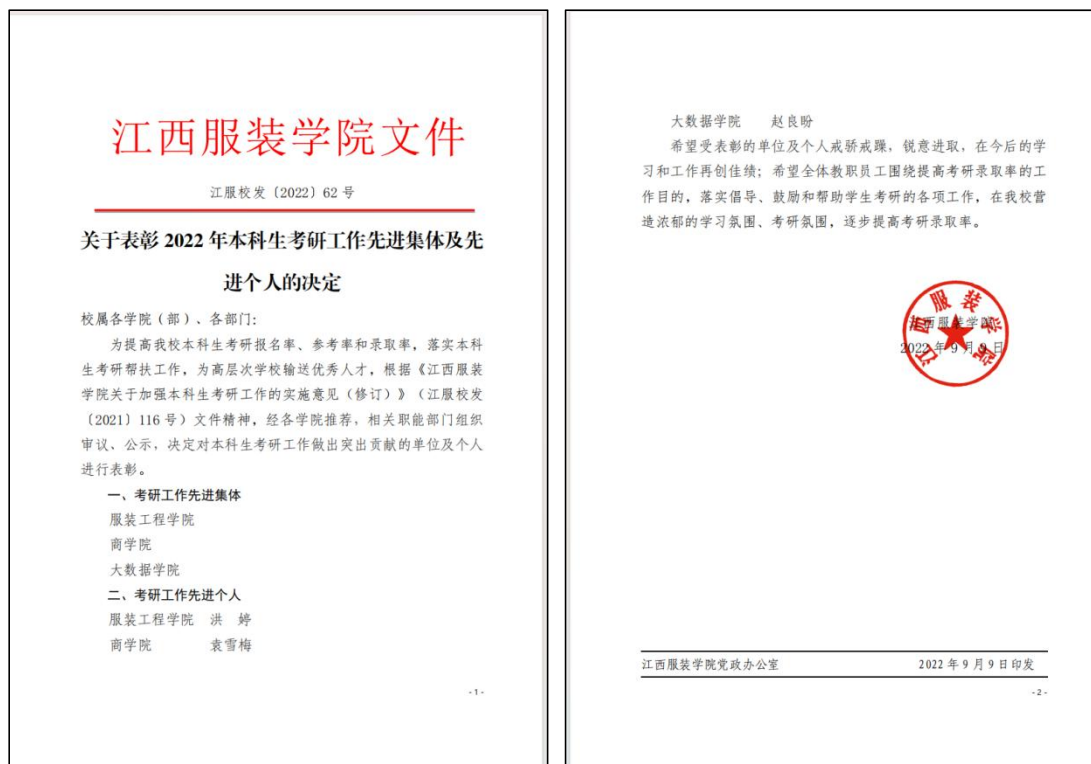 江西服装学院文件
江服校发〔2022〕62 号
关于表彰 2022 年本科生考研工作先进集体及先
进个人的决定
校属各学院（部）、各部门:
为提高我校本科生考研报名率、参考率和录取率，落实本科
生考研帮扶工作，为高层次学校输送优秀人才，根据《江西服装
学院关于加强本科生考研工作的实施意见（修订）》（江服校发
〔2021〕116 号）文件精神，经各学院推荐，相关职能部门组织
审议、公示，决定对本科生考研工作做出突出贡献的单位及个人
进行表彰。
一、考研工作先进集体
服装工程学院
商学院
大数据学院
二、考研工作先进个人
服装工程学院 洪 婷
商学院 袁雪梅
- 1 -
大数据学院 赵良盼
希望受表彰的单位及个人戒骄戒躁，锐意进取，在今后的学
习和工作再创佳绩；希望全体教职员工围绕提高考研录取率的工
作目的，落实倡导、鼓励和帮助学生考研的各项工作，在我校营
造浓郁的学习氛围、考研氛围，逐步提高考研录取率。
江西服装学院
江西服装学院
2022 年 9 月 9 日
江西服装学院党政办公室 2022 年 9 月 9 日印发
- 2 -